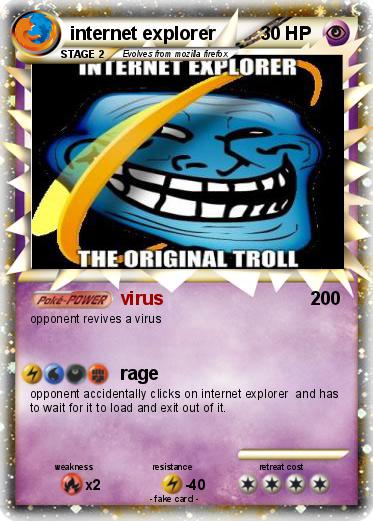 internet explorer 30 HP
STAGE 2 Evolves from mozilla firefox
INTERNET EXPLORER
THE ORIGINAL TROLL
Poké-POWER virus 200
opponent revives a virus
rage
opponent accidentally clicks on internet explorer and has
to wait for it to load and exit out of it.
weakness resistance retreat cost
x2 -40
- fake card -